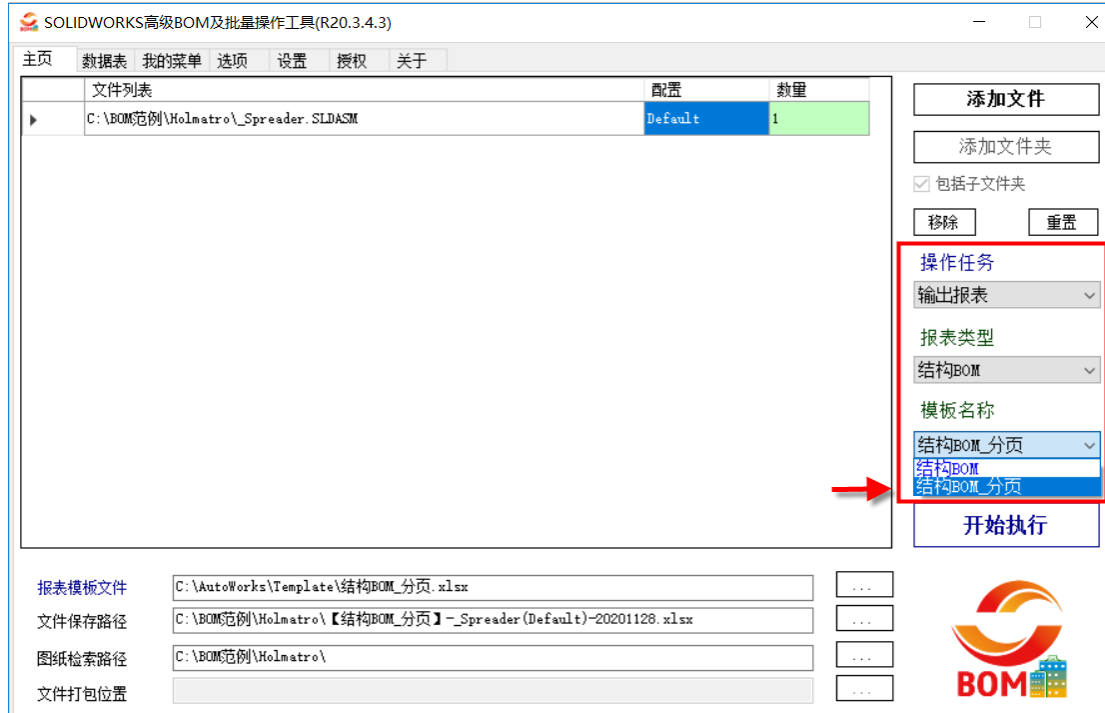 SOLIDWORKS高级BOM及批量操作工具(R20.3.4.3)
主页 数据表 我的菜单 选项 设置 授权 关于
文件列表 配置 数量
C:\BOM范例\Holmatro\_Spreader.SLDASM Default 1
添加文件
添加文件夹
包括子文件夹
移除 重置
操作任务
输出报表
报表类型
结构BOM
模板名称
结构BOM_分页
结构BOM
结构BOM_分页
开始执行
报表模板文件 C:\AutoWorks\Template\结构BOM_分页.xlsx ...
文件保存路径 C:\BOM范例\Holmatro\【结构BOM_分页】-_Spreader(Default)-20201128.xlsx ...
图纸检索路径 C:\BOM范例\Holmatro\ ...
文件打包位置 ...
BOM